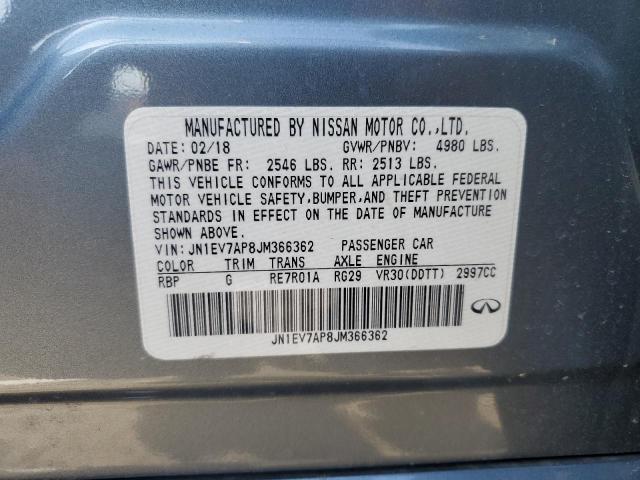 MANUFACTURED BY NISSAN MOTOR CO.,LTD.
DATE: 02/18 GVWR/PNBV: 4980 LBS.
GAWR/PNBE FR: 2546 LBS. RR: 2513 LBS.
THIS VEHICLE CONFORMS TO ALL APPLICABLE FEDERAL
MOTOR VEHICLE SAFETY,BUMPER,AND THEFT PREVENTION
STANDARDS IN EFFECT ON THE DATE OF MANUFACTURE
SHOWN ABOVE.
VIN: JN1EV7AP8JM366362 PASSENGER CAR
COLOR TRIM TRANS AXLE ENGINE
RBP G RE7R01A RG29 VR30(DDTT) 2997CC
JN1EV7AP8JM366362